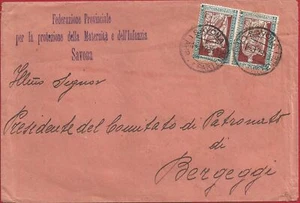 Federazione Provinciale
per la protezione della Maternità e dell'Infanzia
Savona
Ill͞mo Signor
Presidente del Comitato di Patronato
di
Bergeggi